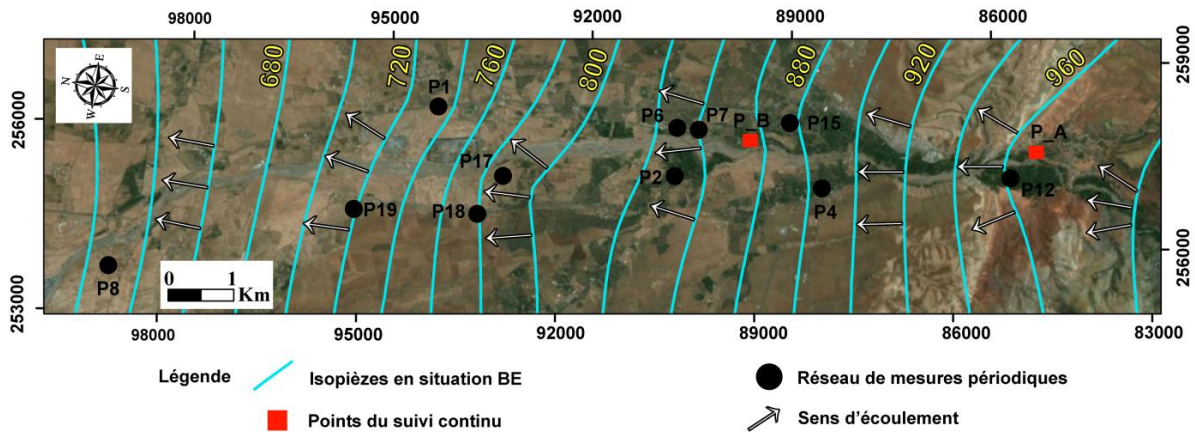 98000 95000 92000 89000 86000
N E S W
680 720 760 800 880 920 960
259000
256000
P1 P6 P7 P_B P15 P_A
P17 P2 P4 P12
P19 P18
P8
256000
0 1
Km
253000
98000 95000 92000 89000 86000 83000
Légende
Isopièzes en situation BE
Réseau de mesures périodiques
Points du suivi continu
Sens d'écoulement